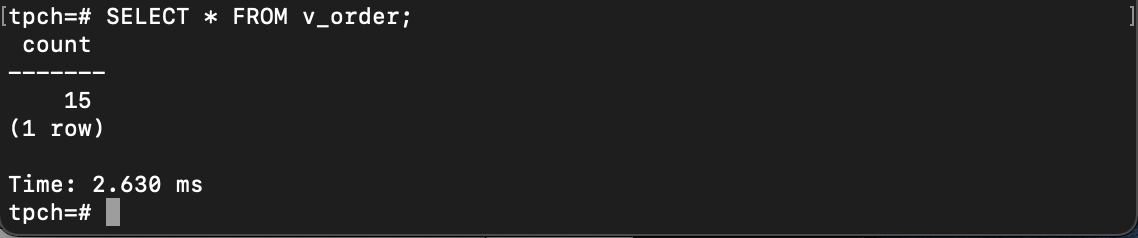 [tpch=# SELECT * FROM v_order; ]
 count
-------
    15
(1 row)

Time: 2.630 ms
tpch=#